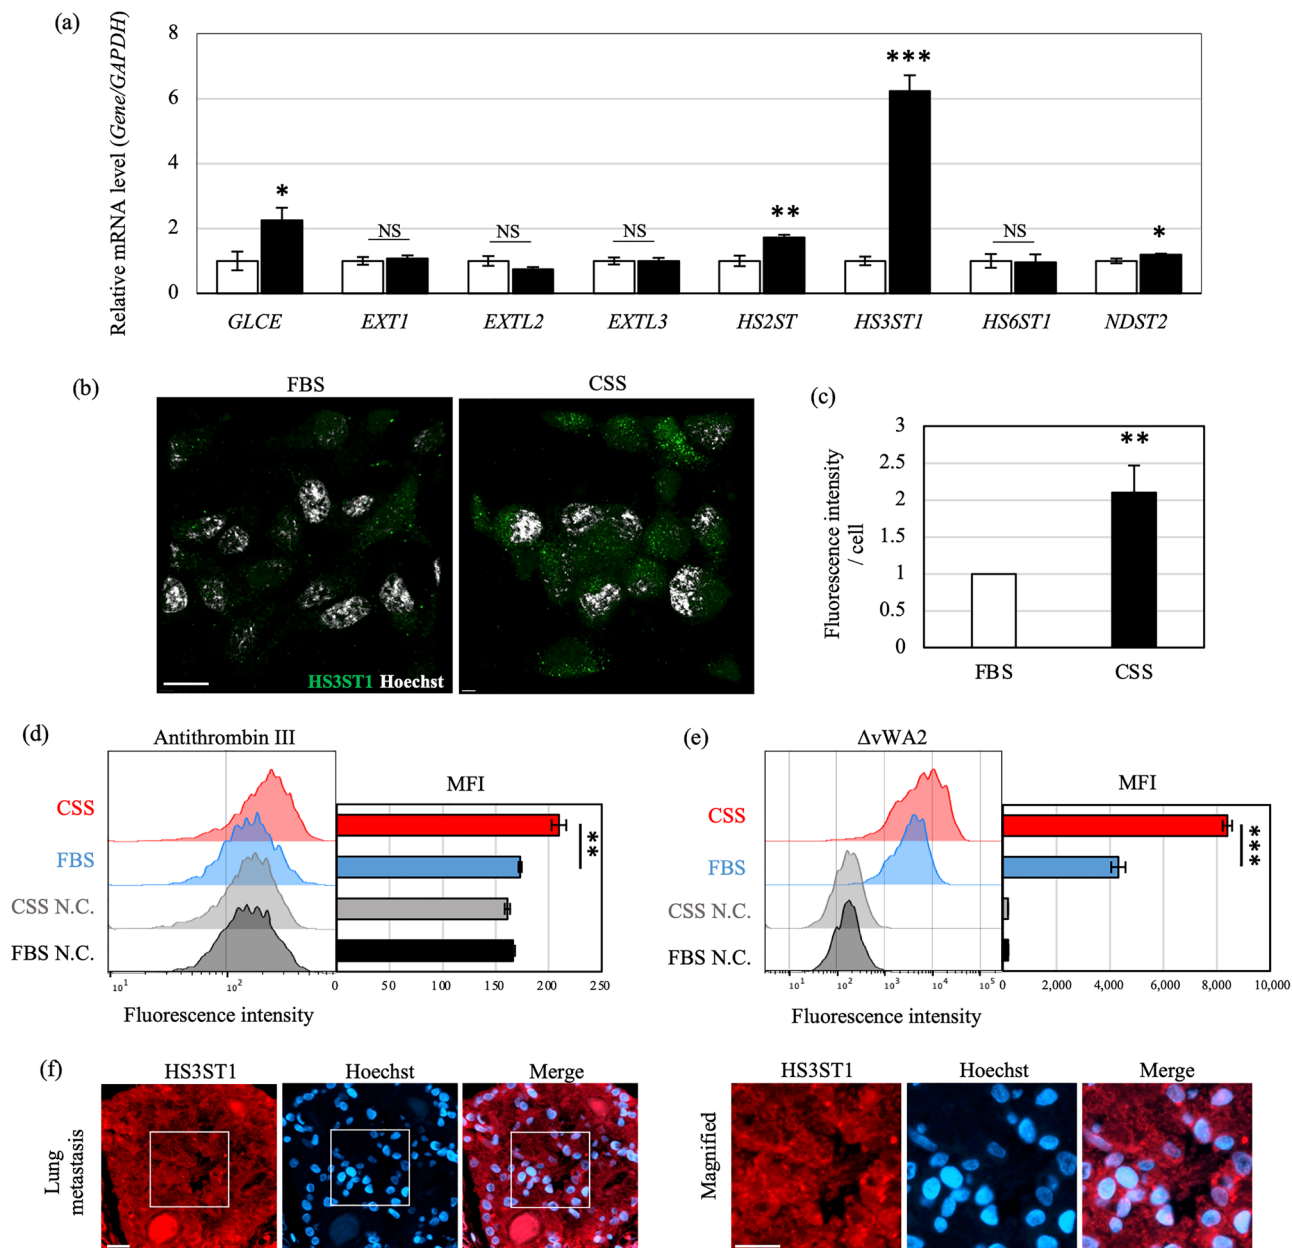 (a)
Relative mRNA level (Gene/GAPDH)
8
6
4
2
0
*
NS
NS
NS
**
***
NS
*
GLCE
EXT1
EXTL2
EXTL3
HS2ST
HS3ST1
HS6ST1
NDST2
(b)
FBS
CSS
HS3ST1 Hoechst
(c)
Fluorescence intensity
/ cell
3
2.5
2
1.5
1
0.5
0
**
FBS
CSS
(d)
Antithrombin III
MFI
CSS
FBS
CSS N.C.
FBS N.C.
**
10¹ 10²
0 50 100 150 200 250
Fluorescence intensity
(e)
ΔvWA2
MFI
CSS
FBS
CSS N.C.
FBS N.C.
***
10¹ 10² 10³ 10⁴ 10⁵
0 2,000 4,000 6,000 8,000 10,000
Fluorescence intensity
(f)
HS3ST1 Hoechst Merge
Lung
metastasis
HS3ST1 Hoechst Merge
Magnified